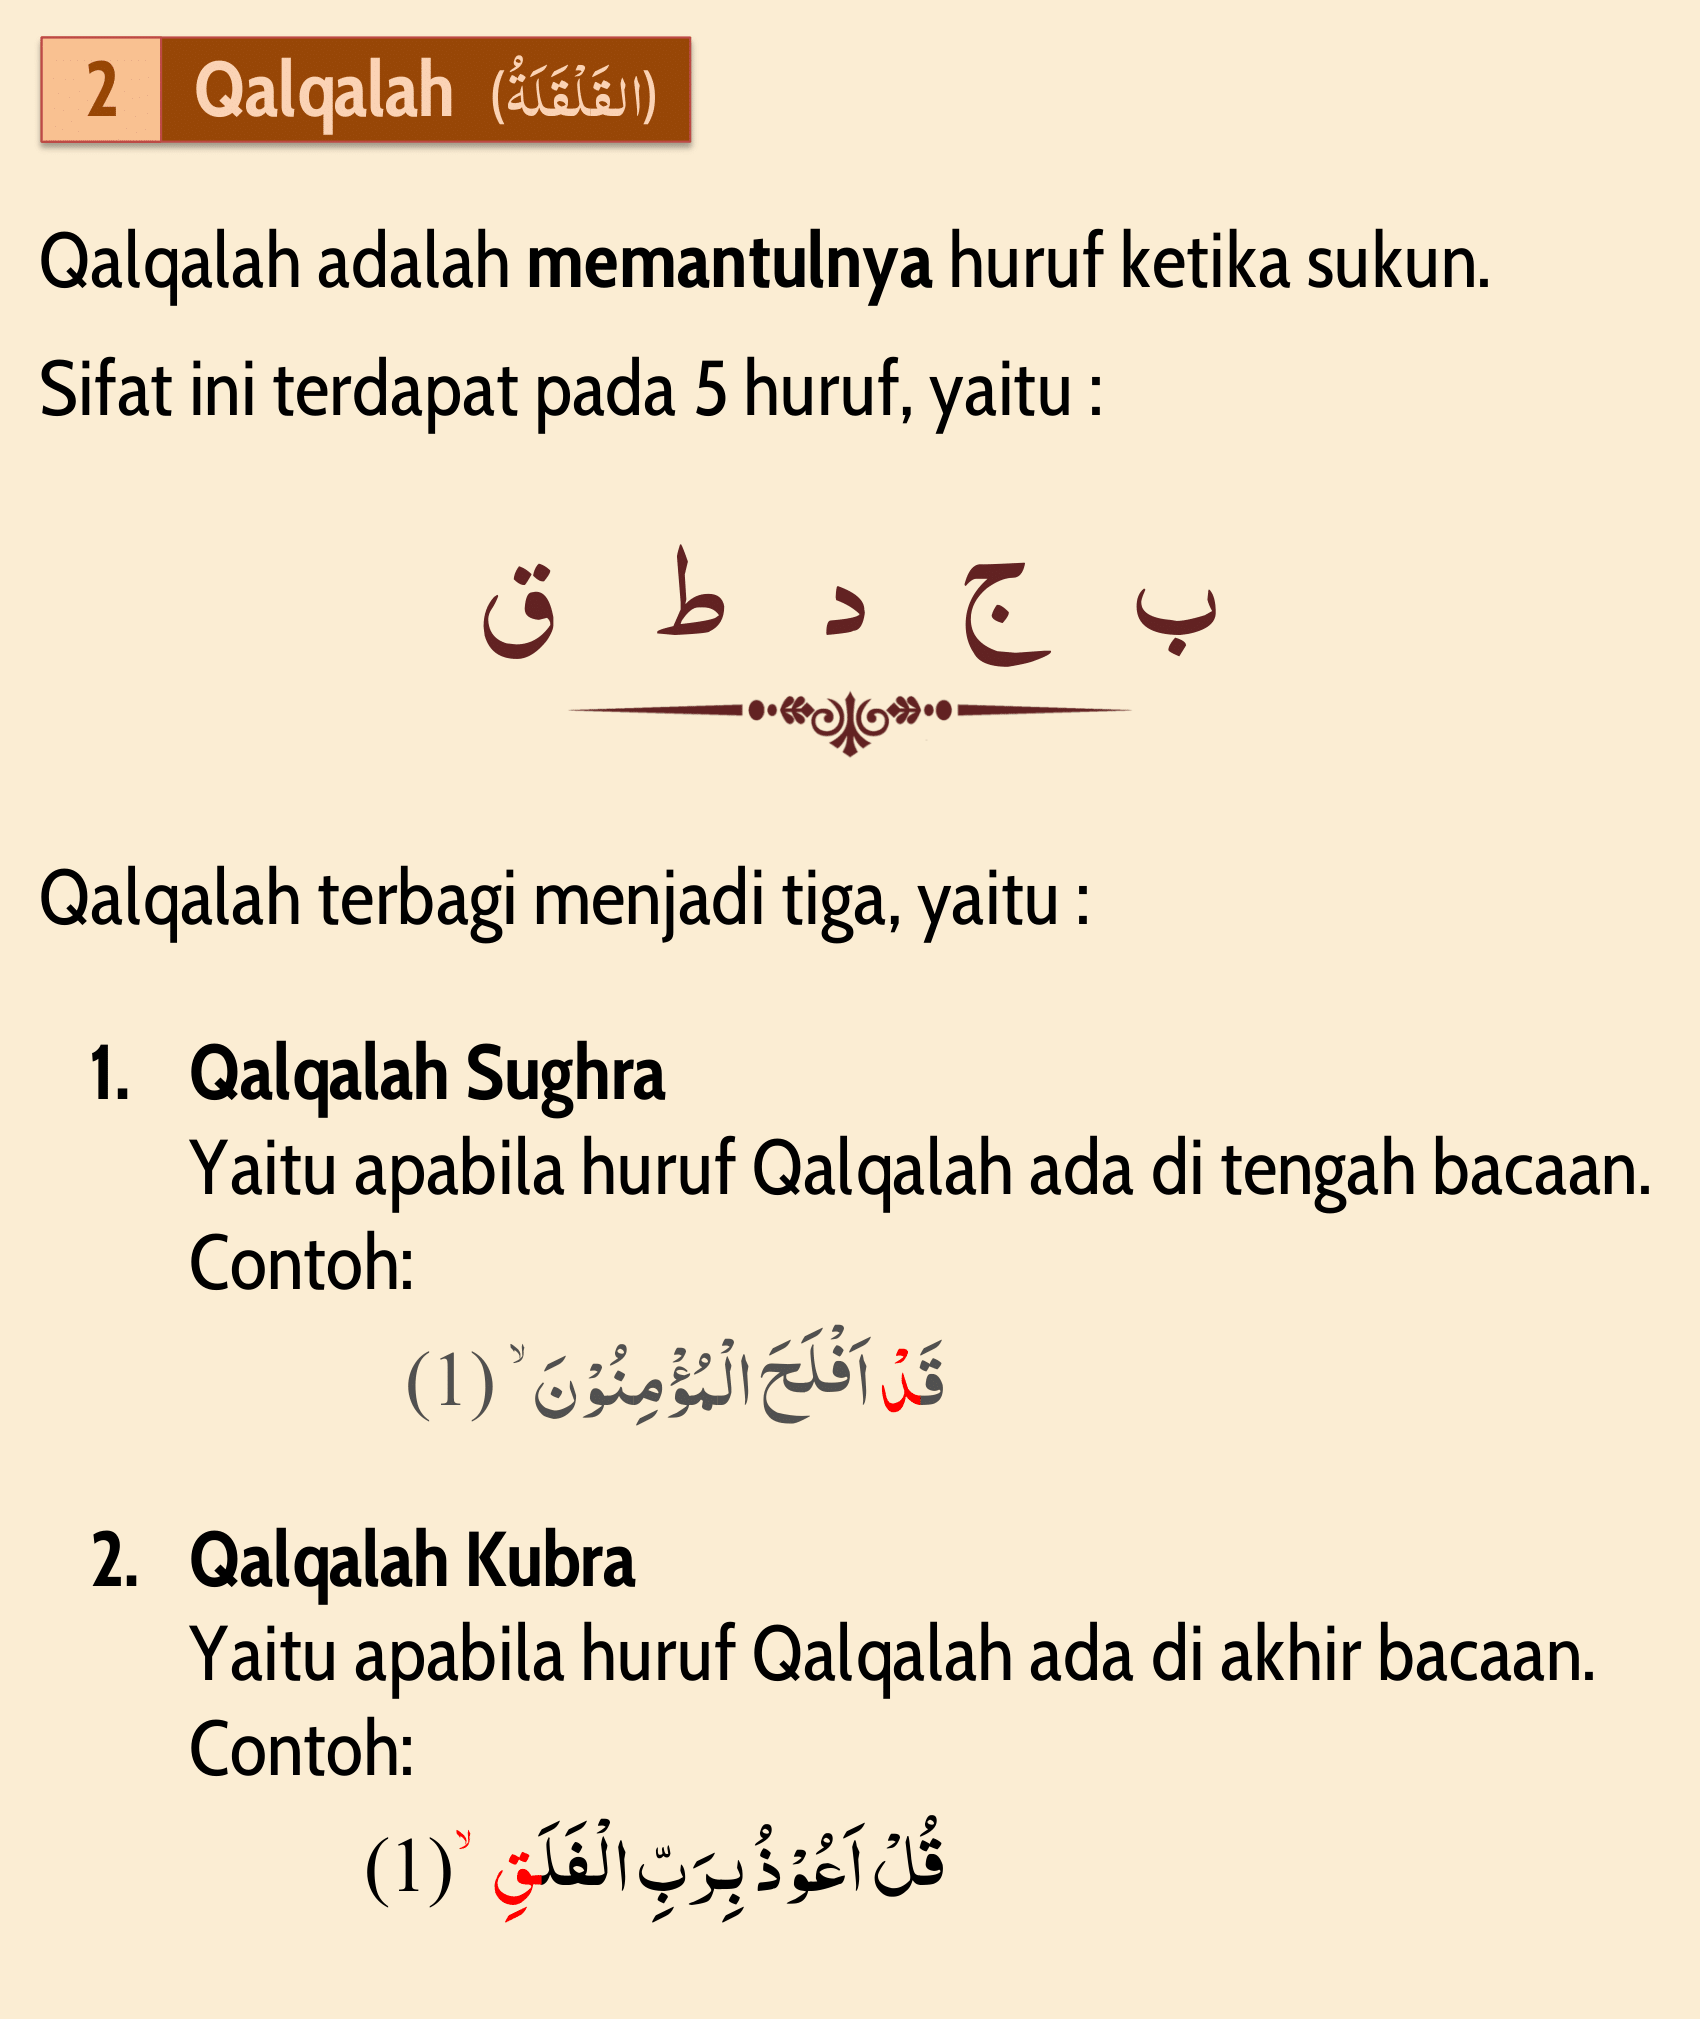 2 Qalqalah (القَلْقَلَةُ)
Qalqalah adalah memantulnya huruf ketika sukun.
Sifat ini terdapat pada 5 huruf, yaitu :
ب ج د ط ق
Qalqalah terbagi menjadi tiga, yaitu :
1. Qalqalah Sughra
Yaitu apabila huruf Qalqalah ada di tengah bacaan.
Contoh:
قَدْ اَفْلَحَ الْمُؤْمِنُوْنَ ۙ (1)
2. Qalqalah Kubra
Yaitu apabila huruf Qalqalah ada di akhir bacaan.
Contoh:
قُلْ اَعُوْذُ بِرَبِّ الْفَلَقِ ۙ (1)